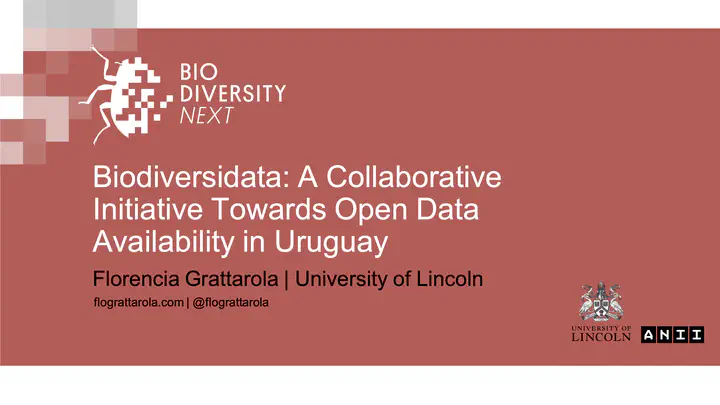 BIO
DIVERSITY
NEXT
Biodiversidata: A Collaborative
Initiative Towards Open Data
Availability in Uruguay
Florencia Grattarola | University of Lincoln
flograttarola.com | @flograttarola
UNIVERSITY OF
LINCOLN
ANII